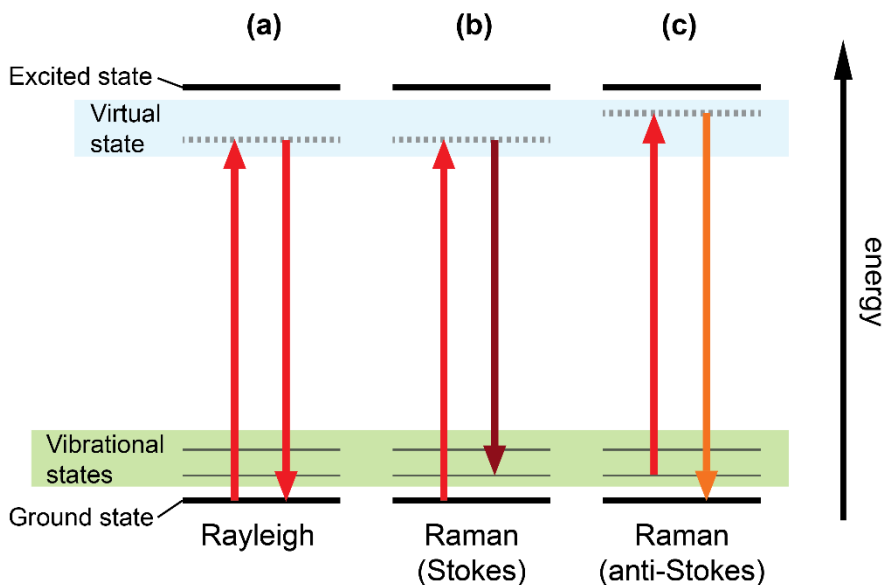 (a)
(b)
(c)
Excited state
Virtual
state
energy
Vibrational
states
Ground state
Rayleigh
Raman
(Stokes)
Raman
(anti-Stokes)